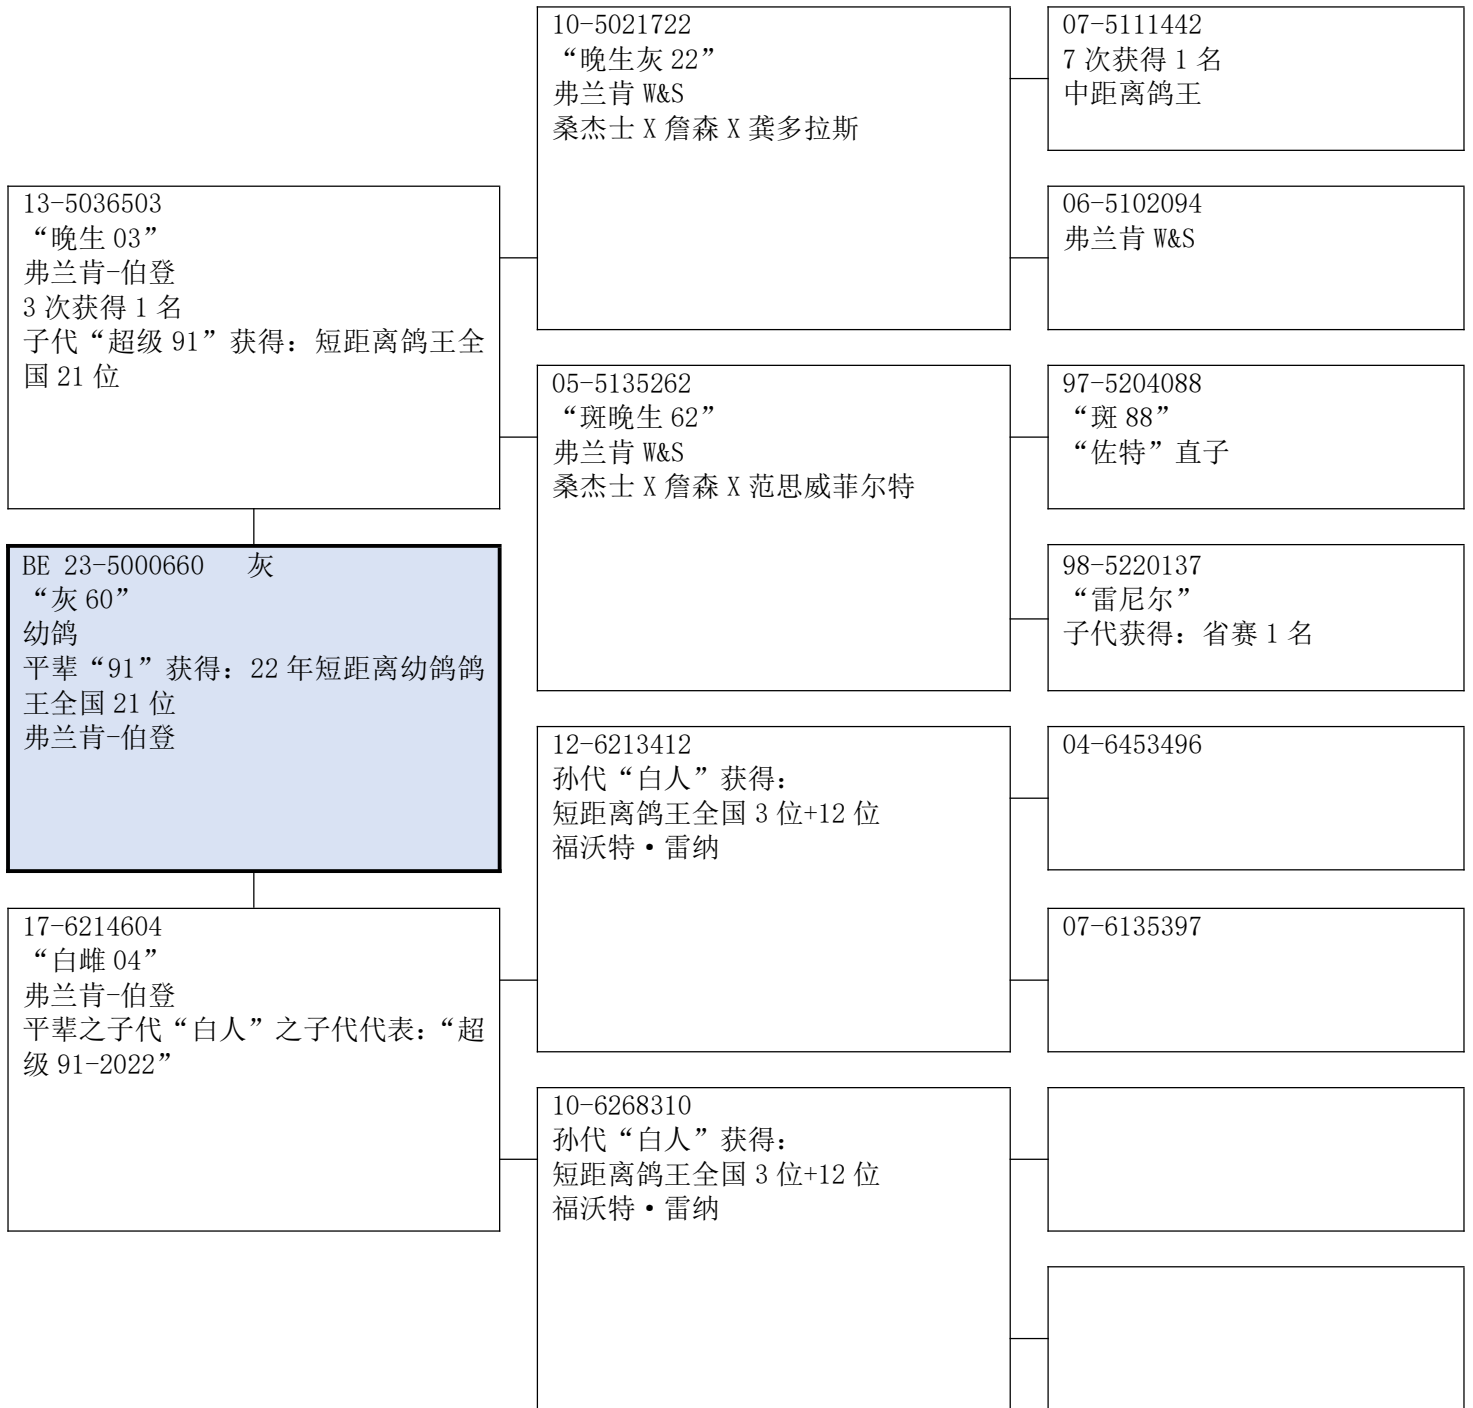 10-5021722
“晚生灰 22”
弗兰肯 W&S
桑杰士 X 詹森 X 龚多拉斯
07-5111442
7 次获得 1 名
中距离鸽王
13-5036503
“晚生 03”
弗兰肯-伯登
3 次获得 1 名
子代“超级 91”获得：短距离鸽王全
国 21 位
06-5102094
弗兰肯 W&S
05-5135262
“斑晚生 62”
弗兰肯 W&S
桑杰士 X 詹森 X 范思威菲尔特
97-5204088
“斑 88”
“佐特”直子
BE 23-5000660 灰
“灰 60”
幼鸽
平辈“91”获得：22 年短距离幼鸽鸽
王全国 21 位
弗兰肯-伯登
98-5220137
“雷尼尔”
子代获得：省赛 1 名
12-6213412
孙代“白人”获得：
短距离鸽王全国 3 位+12 位
福沃特·雷纳
04-6453496
17-6214604
“白雌 04”
弗兰肯-伯登
平辈之子代“白人”之子代代表：“超
级 91-2022”
07-6135397
10-6268310
孙代“白人”获得：
短距离鸽王全国 3 位+12 位
福沃特·雷纳